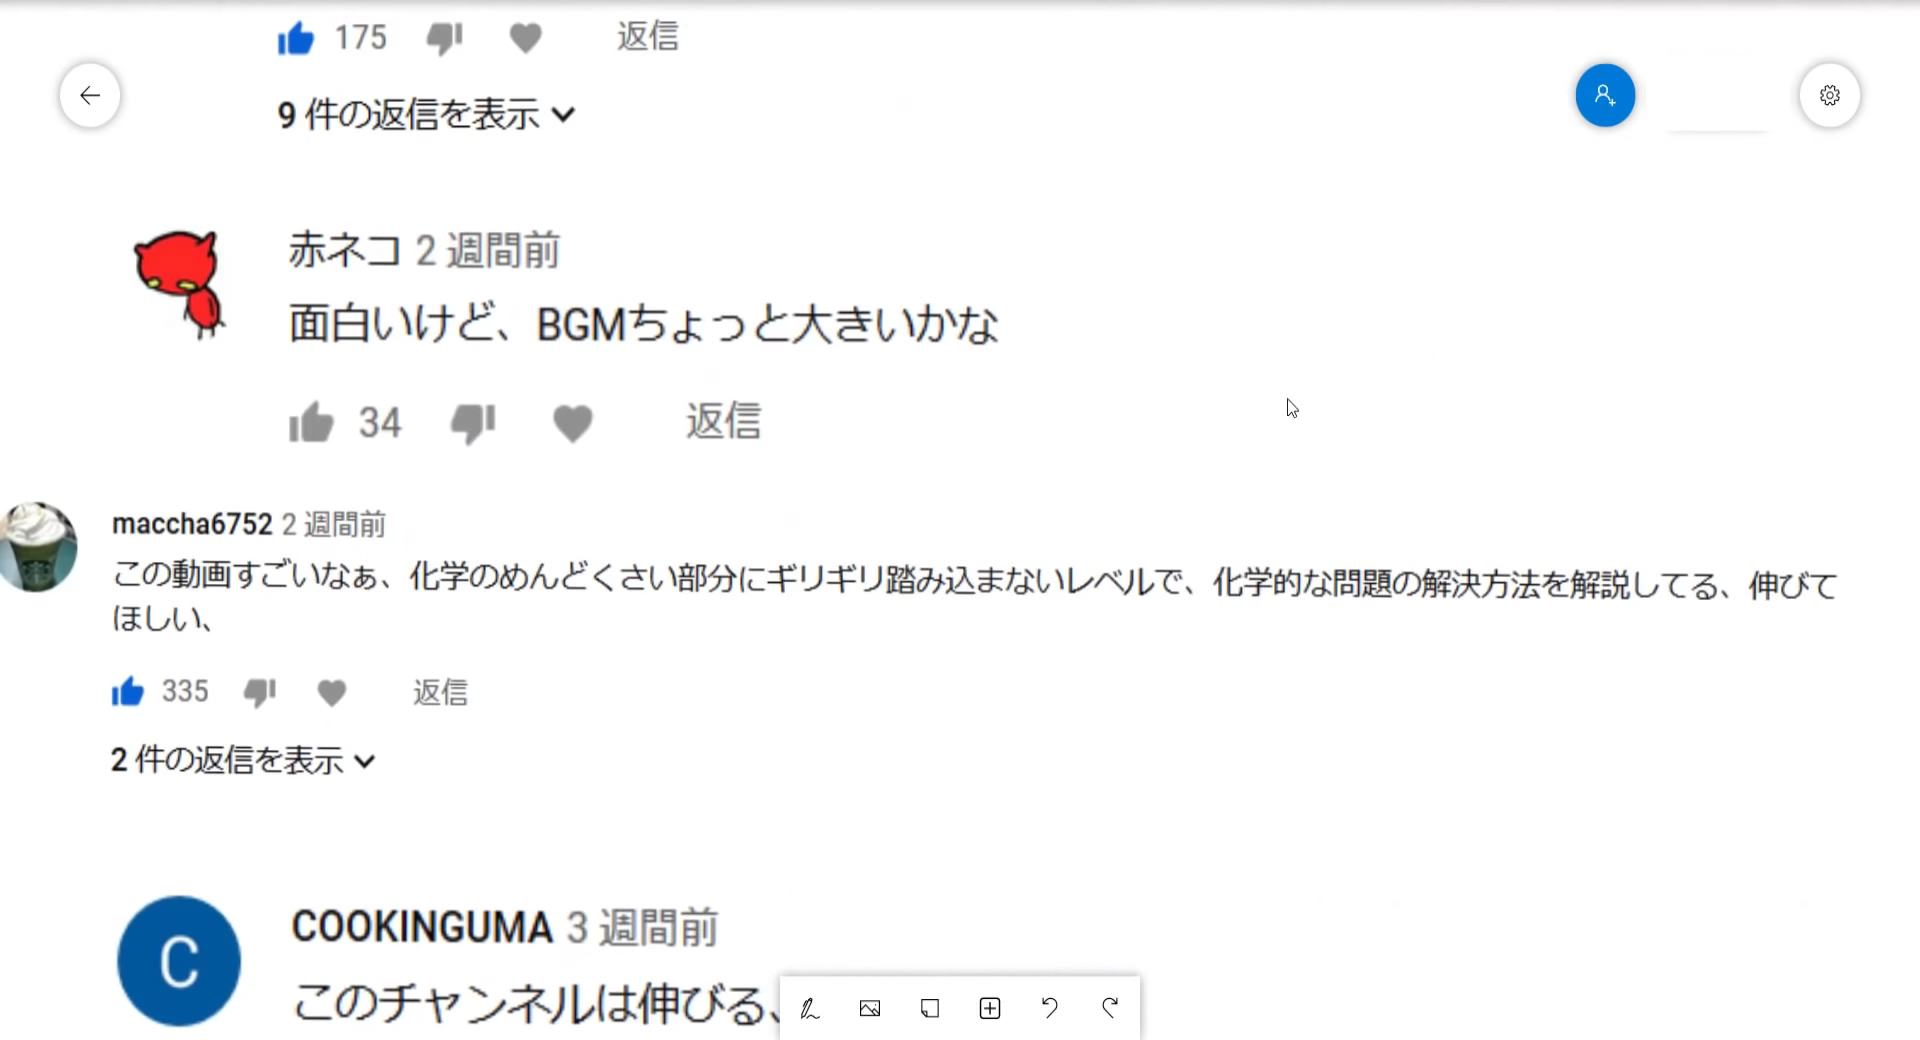 175 返信
9 件の返信を表示
赤ネコ 2 週間前
面白いけど、BGMちょっと大きいかな
34 返信
maccha6752 2 週間前
この動画すごいなぁ、化学のめんどくさい部分にギリギリ踏み込まないレベルで、化学的な問題の解決方法を解説してる、伸びて
ほしい、
335 返信
2 件の返信を表示
C
COOKINGUMA 3 週間前
このチャンネルは伸びる、